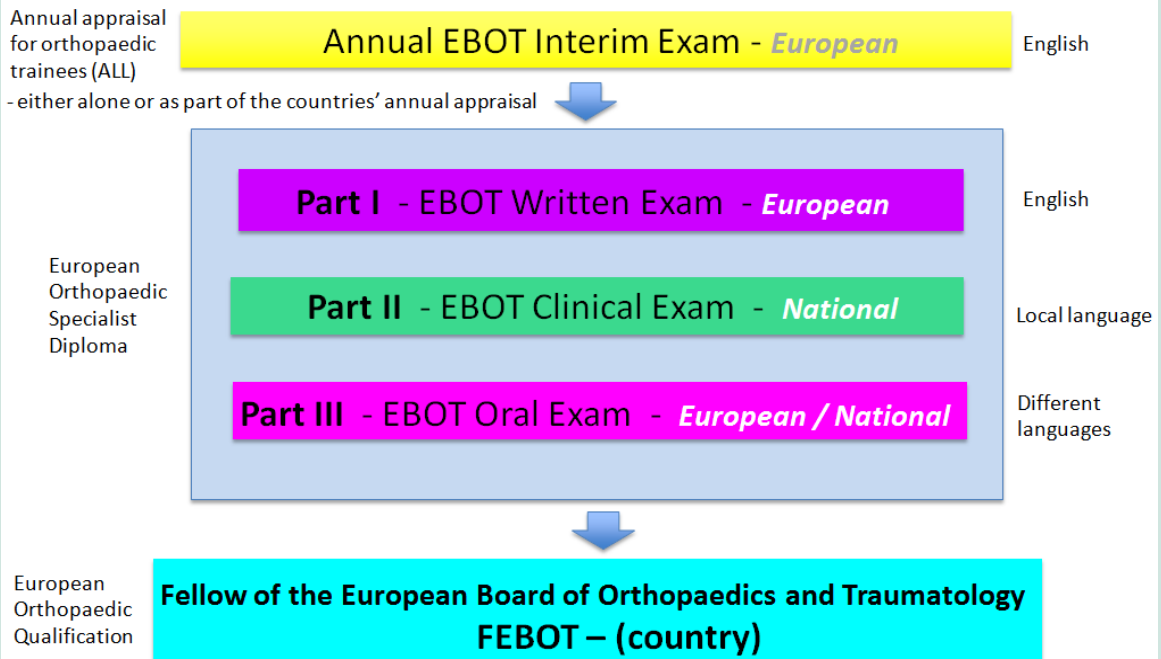 Annual appraisal
for orthopaedic
trainees (ALL)
- either alone or as part of the countries' annual appraisal
Annual EBOT Interim Exam - European
English
European
Orthopaedic
Specialist
Diploma
Part I - EBOT Written Exam - European
English
Part II - EBOT Clinical Exam - National
Local language
Part III - EBOT Oral Exam - European / National
Different
languages
European
Orthopaedic
Qualification
Fellow of the European Board of Orthopaedics and Traumatology
FEBOT – (country)